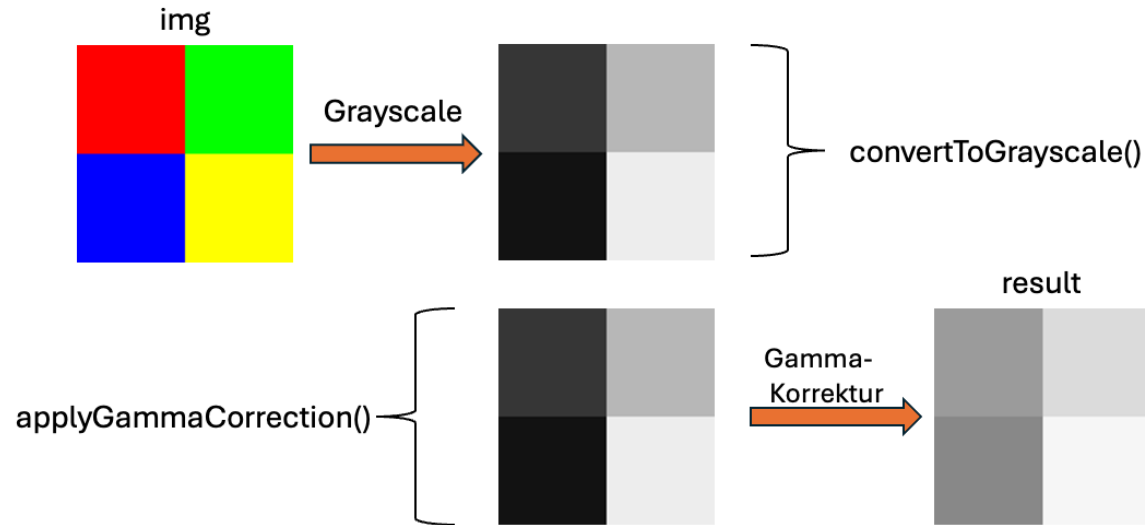 img
Grayscale
convertToGrayscale()
result
applyGammaCorrection()
Gamma-
Korrektur